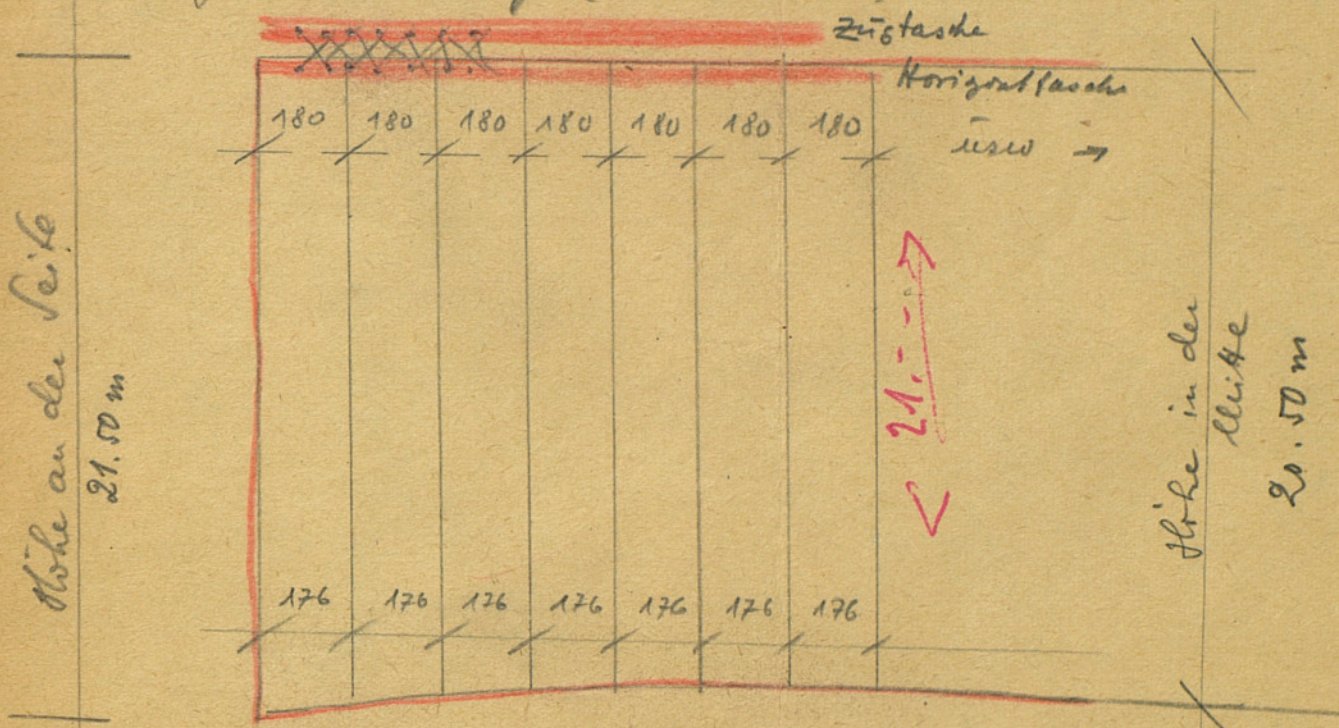 Zugtasche
Horizonttasche
180 180 180 180 180 180 180
usw →
Höhe an der Seite
21.50 m
21.--
Höhe in der
Mitte
20.50 m
176 176 176 176 176 176 176